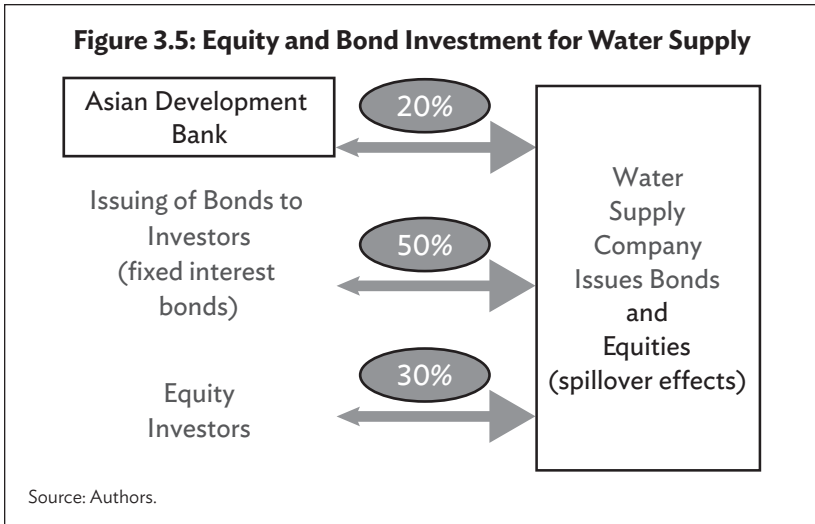 Figure 3.5: Equity and Bond Investment for Water Supply
Asian Development
Bank
20%
Issuing of Bonds to
Investors
(fixed interest
bonds)
50%
Equity
Investors
30%
Water
Supply
Company
Issues Bonds
and
Equities
(spillover effects)
Source: Authors.